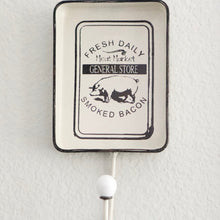 FRESH DAILY
Meat Market
GENERAL STORE
SMOKED BACON